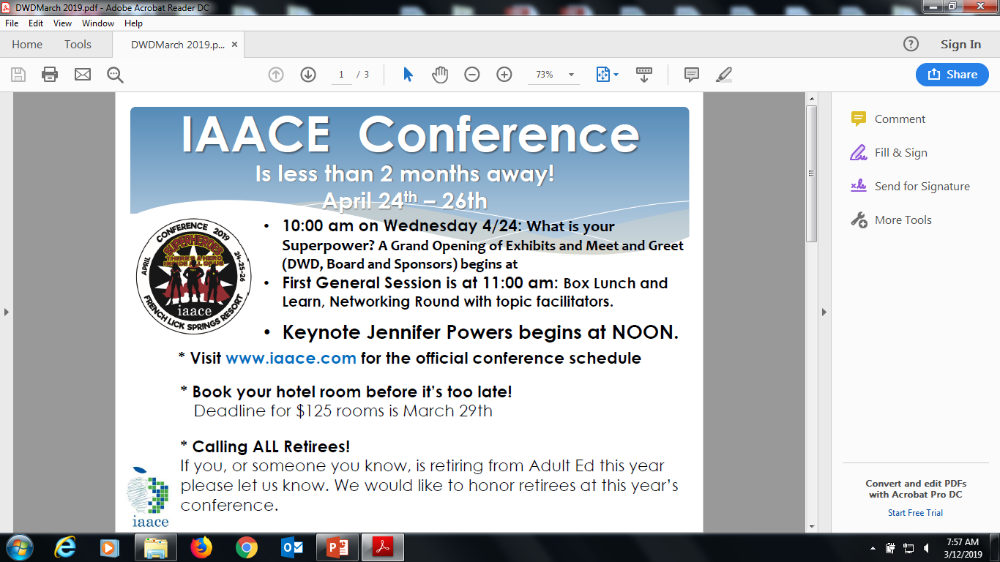 DWDMarch 2019.pdf - Adobe Acrobat Reader DC
File Edit View Window Help
Home Tools DWDMarch 2019.p... × Sign In
1 / 3 73% Share
IAACE Conference
Is less than 2 months away!
April 24th – 26th
• 10:00 am on Wednesday 4/24: What is your
Superpower? A Grand Opening of Exhibits and Meet and Greet
(DWD, Board and Sponsors) begins at
• First General Session is at 11:00 am: Box Lunch and
Learn, Networking Round with topic facilitators.
• Keynote Jennifer Powers begins at NOON.
CONFERENCE 2019
APRIL 24-25-26
SUPERHEROES
THERE'S A HERO
INSIDE ALL OF US
iaace
FRENCH LICK SPRINGS RESORT
* Visit www.iaace.com for the official conference schedule
* Book your hotel room before it's too late!
Deadline for $125 rooms is March 29th
* Calling ALL Retirees!
If you, or someone you know, is retiring from Adult Ed this year
please let us know. We would like to honor retirees at this year's
conference.
iaace
Comment
Fill & Sign
Send for Signature
More Tools
Convert and edit PDFs
with Acrobat Pro DC
Start Free Trial
7:57 AM
3/12/2019